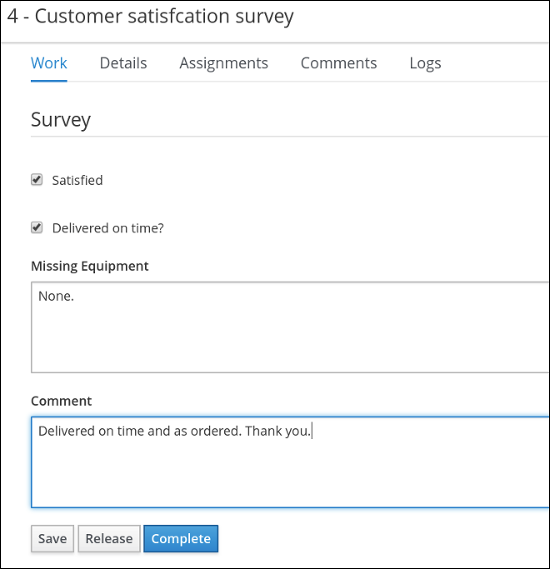 4 - Customer satisfcation survey
Work Details Assignments Comments Logs
Survey
Satisfied
Delivered on time?
Missing Equipment
None.
Comment
Delivered on time and as ordered. Thank you.
Save Release Complete